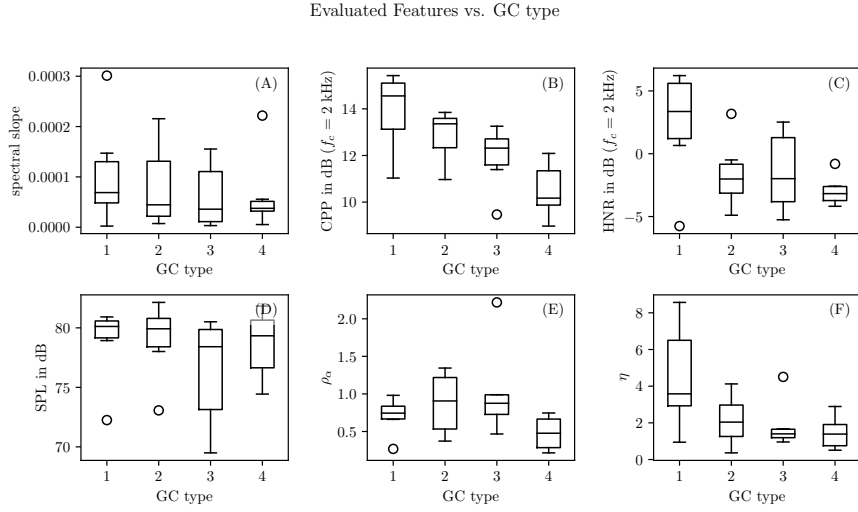 Evaluated Features vs. GC type
spectral slope
0.0003
0.0002
0.0001
0.0000
(A)
1 2 3 4
GC type
CPP in dB (f_c = 2 kHz)
14
12
10
(B)
1 2 3 4
GC type
HNR in dB (f_c = 2 kHz)
5
0
−5
(C)
1 2 3 4
GC type
SPL in dB
80
75
70
(D)
1 2 3 4
GC type
ρ_α
2.0
1.5
1.0
0.5
(E)
1 2 3 4
GC type
η
8
6
4
2
0
(F)
1 2 3 4
GC type